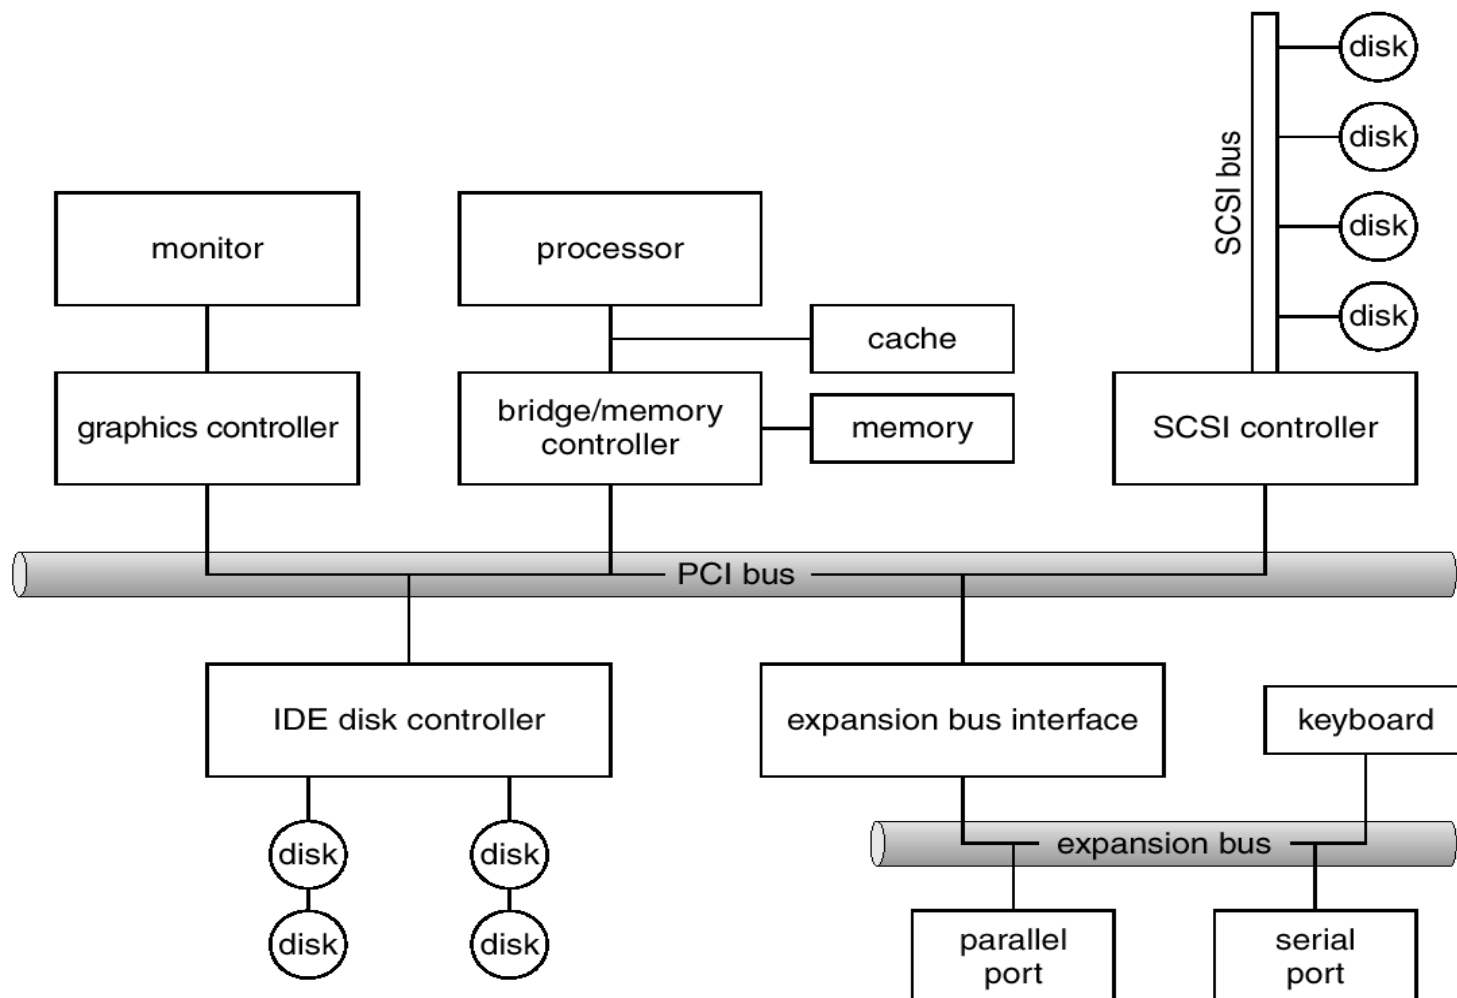 disk
disk
SCSI bus
disk
disk
monitor
processor
cache
graphics controller
bridge/memory
controller
memory
SCSI controller
PCI bus
IDE disk controller
expansion bus interface
keyboard
disk
disk
expansion bus
disk
disk
parallel
port
serial
port